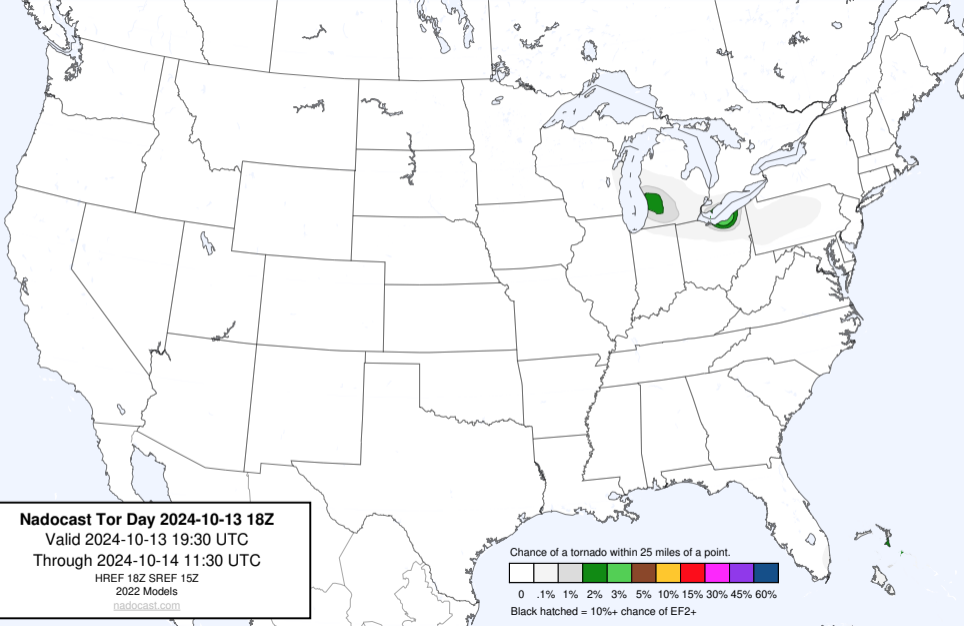 Nadocast Tor Day 2024-10-13 18Z
Valid 2024-10-13 19:30 UTC
Through 2024-10-14 11:30 UTC
HREF 18Z SREF 15Z
2022 Models
nadocast.com
Chance of a tornado within 25 miles of a point.
0 .1% 1% 2% 3% 5% 10% 15% 30% 45% 60%
Black hatched = 10%+ chance of EF2+